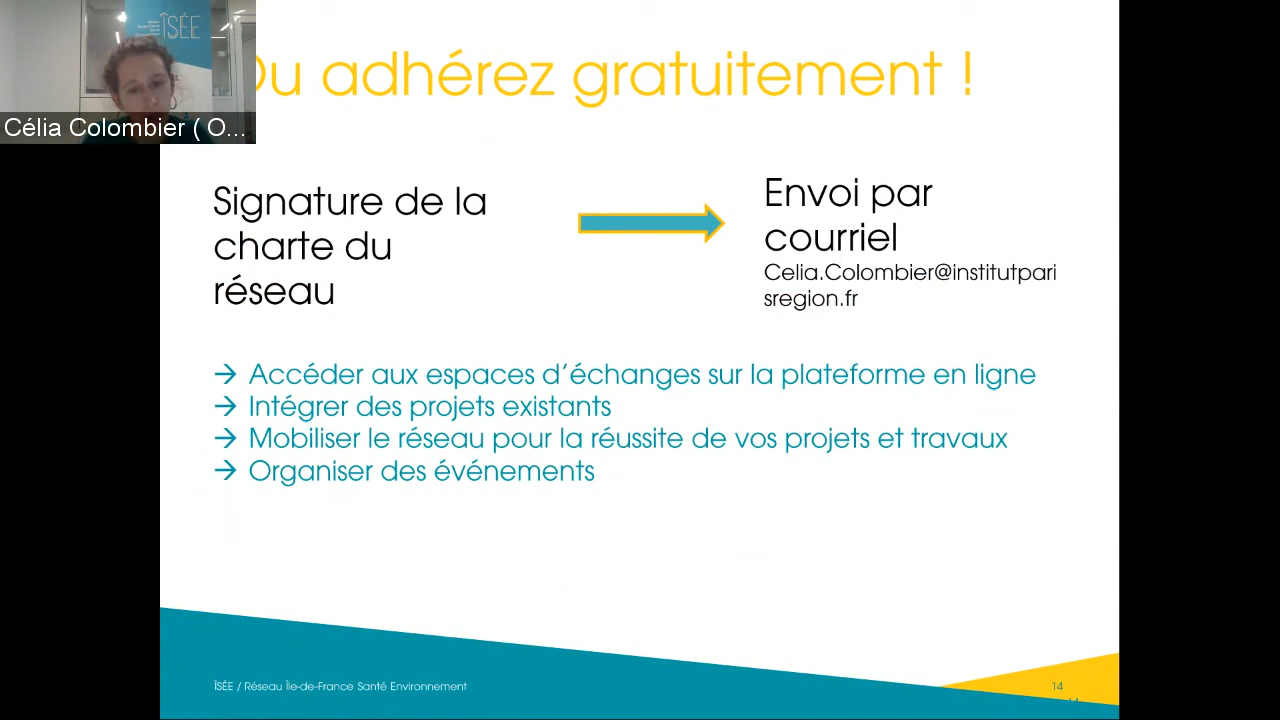 ÎSÉE
Ou adhérez gratuitement !
Célia Colombier ( O...
Signature de la
charte du
réseau
Envoi par
courriel
Celia.Colombier@institutpari
sregion.fr
→ Accéder aux espaces d’échanges sur la plateforme en ligne
→ Intégrer des projets existants
→ Mobiliser le réseau pour la réussite de vos projets et travaux
→ Organiser des événements
ÎSÉE / Réseau Île-de-France Santé Environnement
14